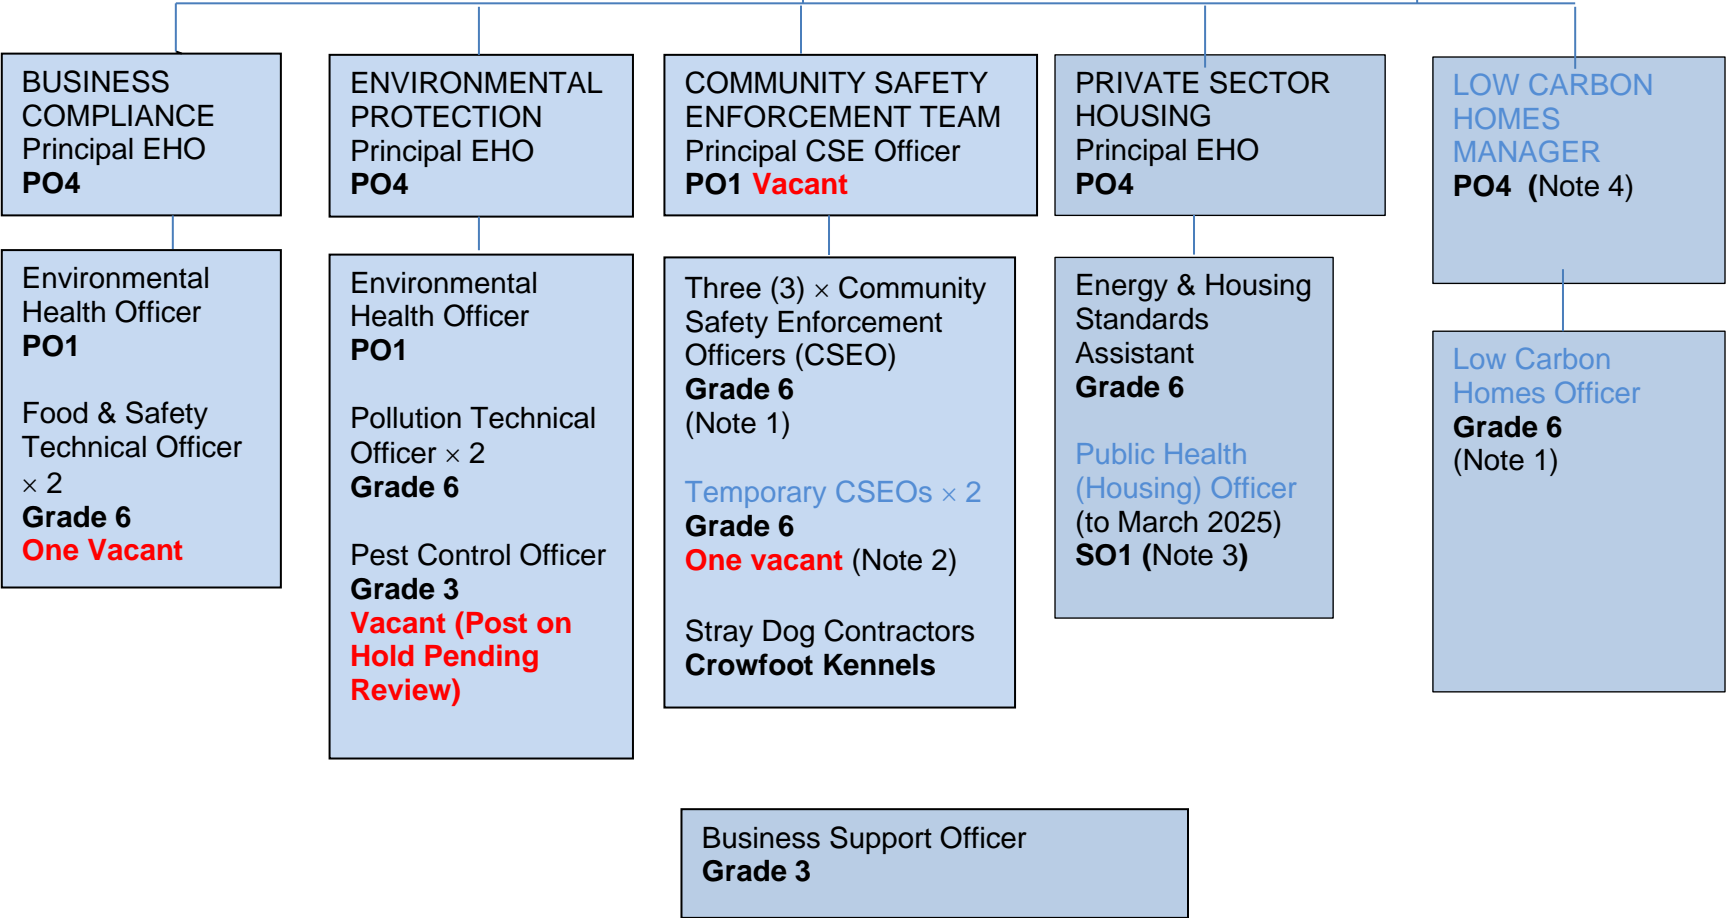 BUSINESS
COMPLIANCE
Principal EHO
PO4
Environmental
Health Officer
PO1
Food & Safety
Technical Officer
× 2
Grade 6
One Vacant
ENVIRONMENTAL
PROTECTION
Principal EHO
PO4
Environmental
Health Officer
PO1
Pollution Technical
Officer × 2
Grade 6
Pest Control Officer
Grade 3
Vacant (Post on
Hold Pending
Review)
COMMUNITY SAFETY
ENFORCEMENT TEAM
Principal CSE Officer
PO1 Vacant
Three (3) × Community
Safety Enforcement
Officers (CSEO)
Grade 6
(Note 1)
Temporary CSEOs × 2
Grade 6
One vacant (Note 2)
Stray Dog Contractors
Crowfoot Kennels
PRIVATE SECTOR
HOUSING
Principal EHO
PO4
Energy & Housing
Standards
Assistant
Grade 6
Public Health
(Housing) Officer
(to March 2025)
SO1 (Note 3)
LOW CARBON
HOMES
MANAGER
PO4 (Note 4)
Low Carbon
Homes Officer
Grade 6
(Note 1)
Business Support Officer
Grade 3